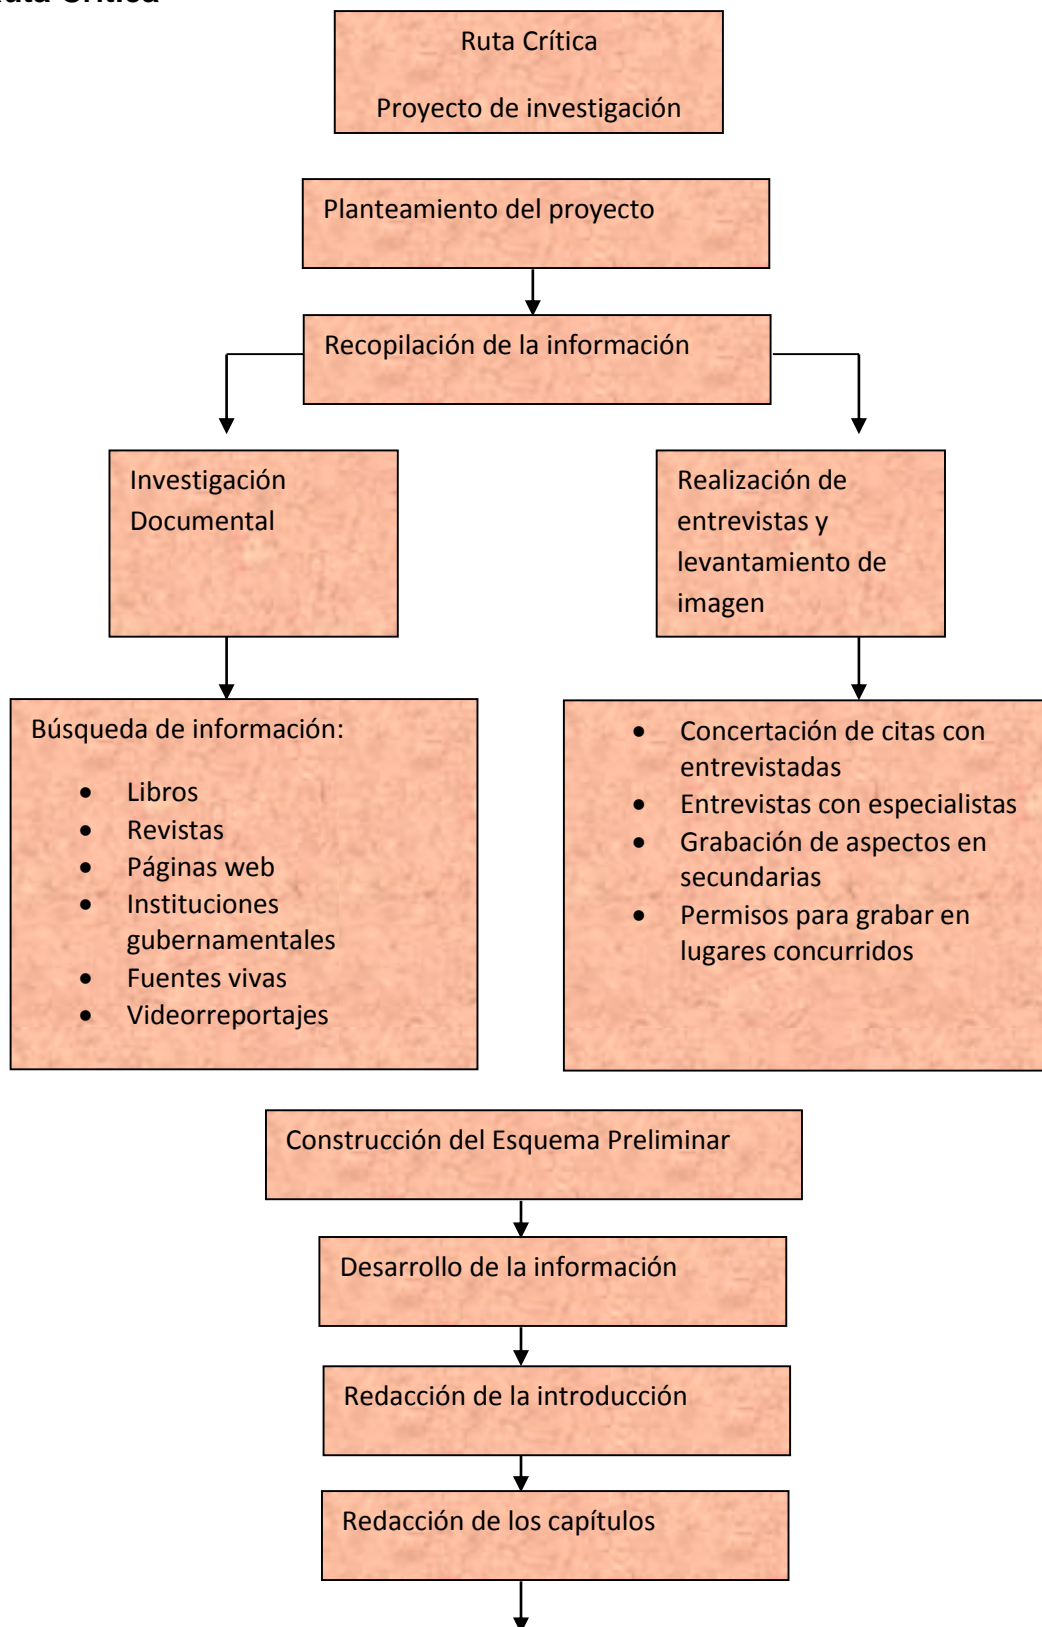 Ruta Crítica
Ruta Crítica
Proyecto de investigación
Planteamiento del proyecto
Recopilación de la información
Investigación
Documental
Realización de
entrevistas y
levantamiento de
imagen
Búsqueda de información:
• Libros
• Revistas
• Páginas web
• Instituciones
gubernamentales
• Fuentes vivas
• Videorreportajes
• Concertación de citas con
entrevistadas
• Entrevistas con especialistas
• Grabación de aspectos en
secundarias
• Permisos para grabar en
lugares concurridos
Construcción del Esquema Preliminar
Desarrollo de la información
Redacción de la introducción
Redacción de los capítulos